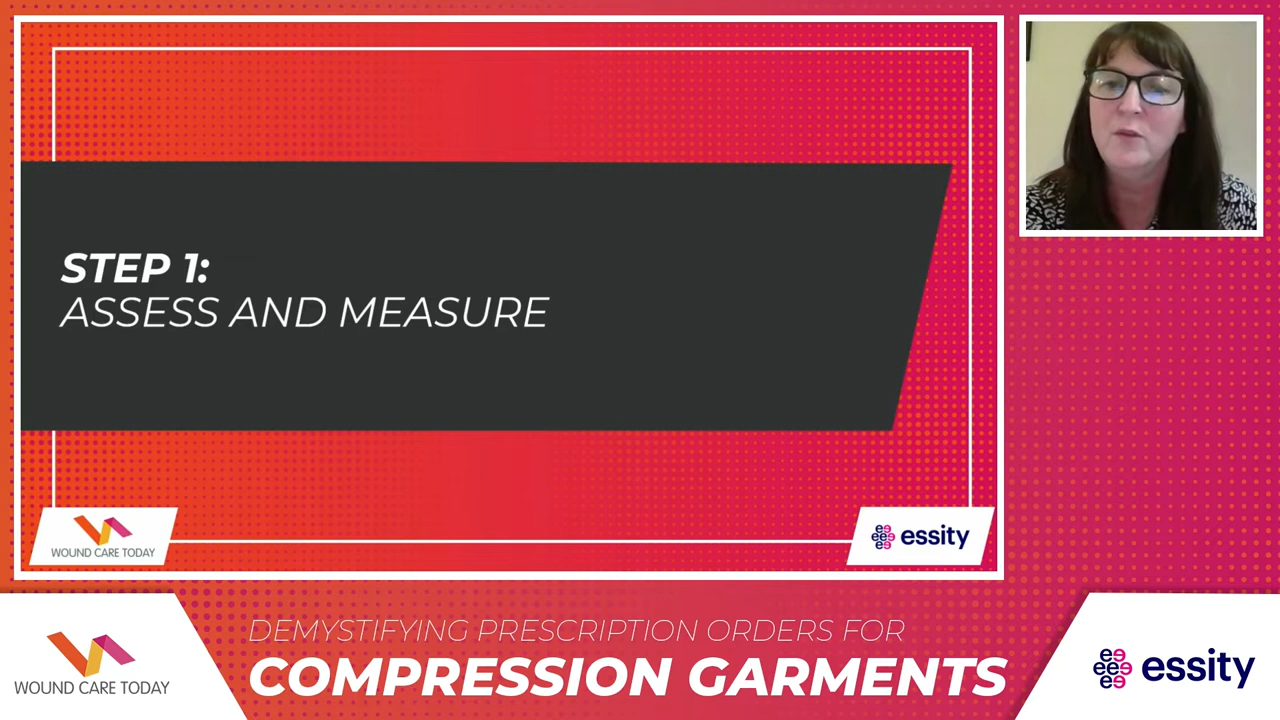 STEP 1:
ASSESS AND MEASURE
WOUND CARE TODAY
essity
WOUND CARE TODAY
DEMYSTIFYING PRESCRIPTION ORDERS FOR
COMPRESSION GARMENTS
essity